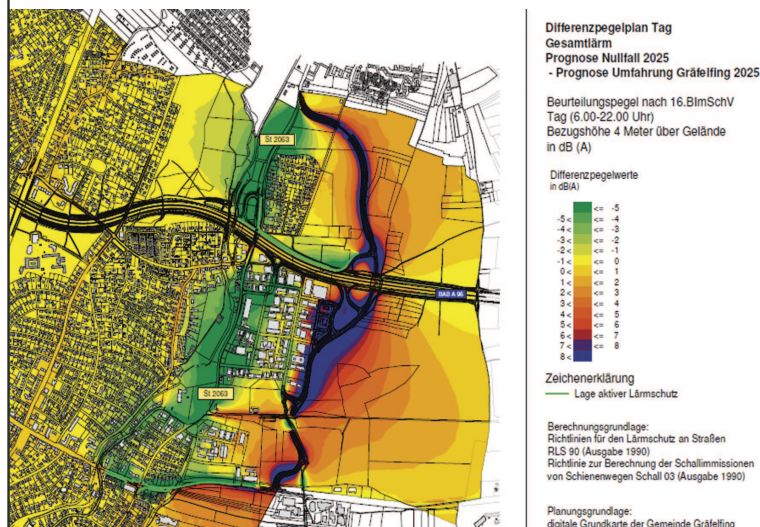 St 2063
BAB A 96
St 2063
Differenzpegelplan Tag
Gesamtlärm
Prognose Nullfall 2025
- Prognose Umfahrung Gräfelfing 2025
Beurteilungspegel nach 16.BImSchV
Tag (6.00-22.00 Uhr)
Bezugshöhe 4 Meter über Gelände
in dB (A)
Differenzpegelwerte
in dB(A)
<= -5
-5 < <= -4
-4 < <= -3
-3 < <= -2
-2 < <= -1
-1 < <= 0
0 < <= 1
1 < <= 2
2 < <= 3
3 < <= 4
4 < <= 5
5 < <= 6
6 < <= 7
7 < <= 8
8 <
Zeichenerklärung
Lage aktiver Lärmschutz
Berechnungsgrundlage:
Richtlinien für den Lärmschutz an Straßen
RLS 90 (Ausgabe 1990)
Richtlinie zur Berechnung der Schallimmissionen
von Schienenwegen Schall 03 (Ausgabe 1990)
Planungsgrundlage:
digitale Grundkarte der Gemeinde Gräfelfing